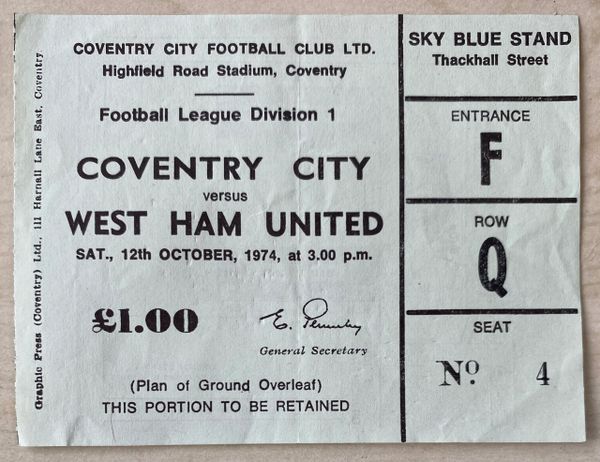 COVENTRY CITY FOOTBALL CLUB LTD.
Highfield Road Stadium, Coventry
Football League Division 1
COVENTRY CITY
versus
WEST HAM UNITED
SAT., 12th OCTOBER, 1974, at 3.00 p.m.
£1.00
General Secretary
(Plan of Ground Overleaf)
THIS PORTION TO BE RETAINED
SKY BLUE STAND
Thackhall Street
ENTRANCE
F
ROW
Q
SEAT
No. 4
Graphic Press (Coventry) Ltd., 111 Harnall Lane East, Coventry